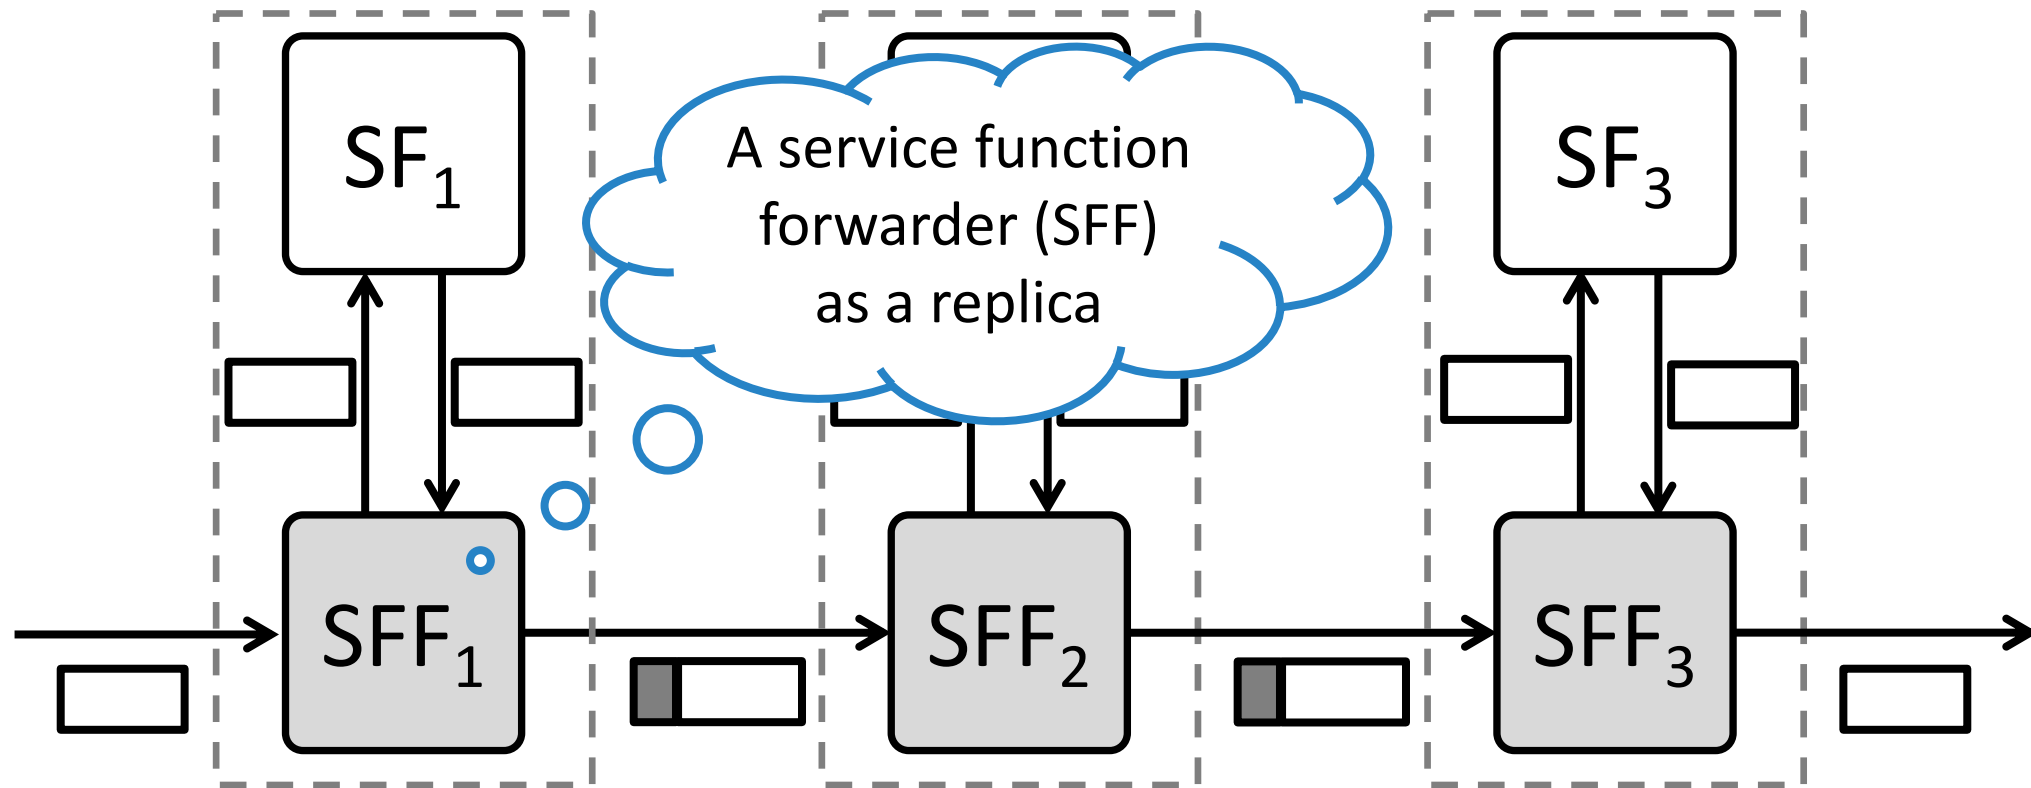 SF₁
A service function
forwarder (SFF)
as a replica
SF₃
SFF₁
SFF₂
SFF₃